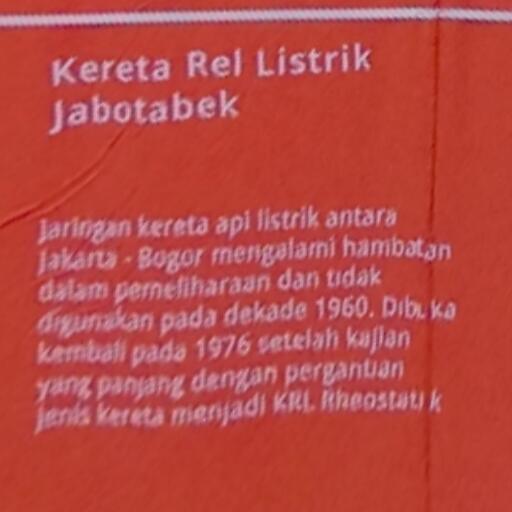 Kereta Rel Listrik
Jabotabek
Jaringan kereta api listrik antara
Jakarta - Bogor mengalami hambatan
dalam pemeliharaan dan tidak
digunakan pada dekade 1960. Dibuka
kembali pada 1976 setelah kajian
yang panjang dengan pergantian
jenis kereta menjadi KRL Rheostatik